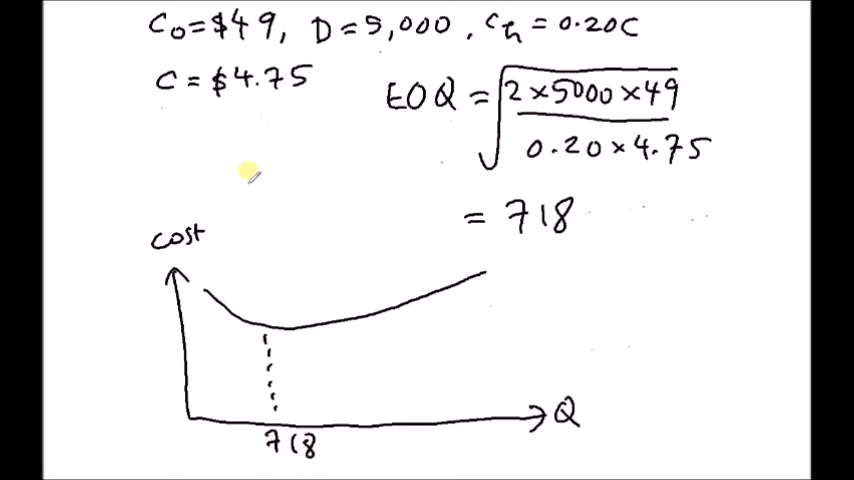 Co = $49, D = 5,000, Ch = 0.20C
C = $4.75
EOQ = √(2×5000×49 / 0.20×4.75)
= 718
cost
Q
718